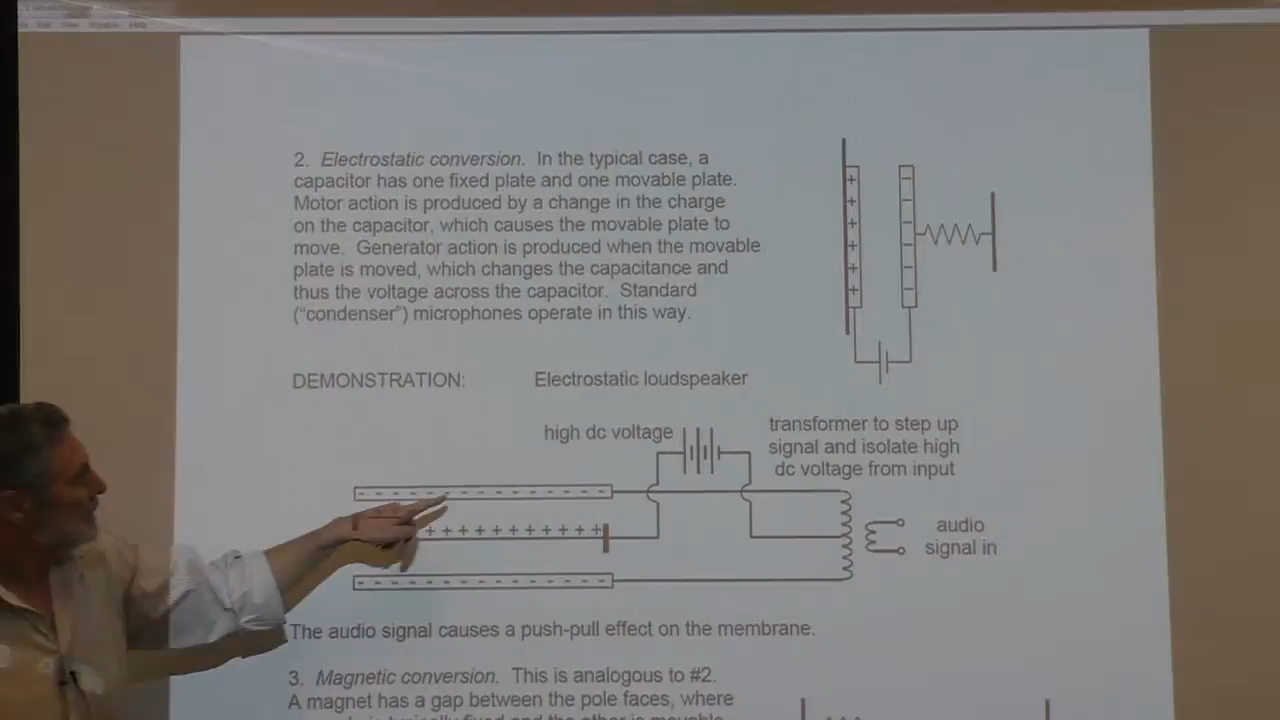 2. Electrostatic conversion. In the typical case, a
capacitor has one fixed plate and one movable plate.
Motor action is produced by a change in the charge
on the capacitor, which causes the movable plate to
move. Generator action is produced when the movable
plate is moved, which changes the capacitance and
thus the voltage across the capacitor. Standard
("condenser") microphones operate in this way.
DEMONSTRATION: Electrostatic loudspeaker
high dc voltage
transformer to step up
signal and isolate high
dc voltage from input
audio
signal in
The audio signal causes a push-pull effect on the membrane.
3. Magnetic conversion. This is analogous to #2.
A magnet has a gap between the pole faces, where